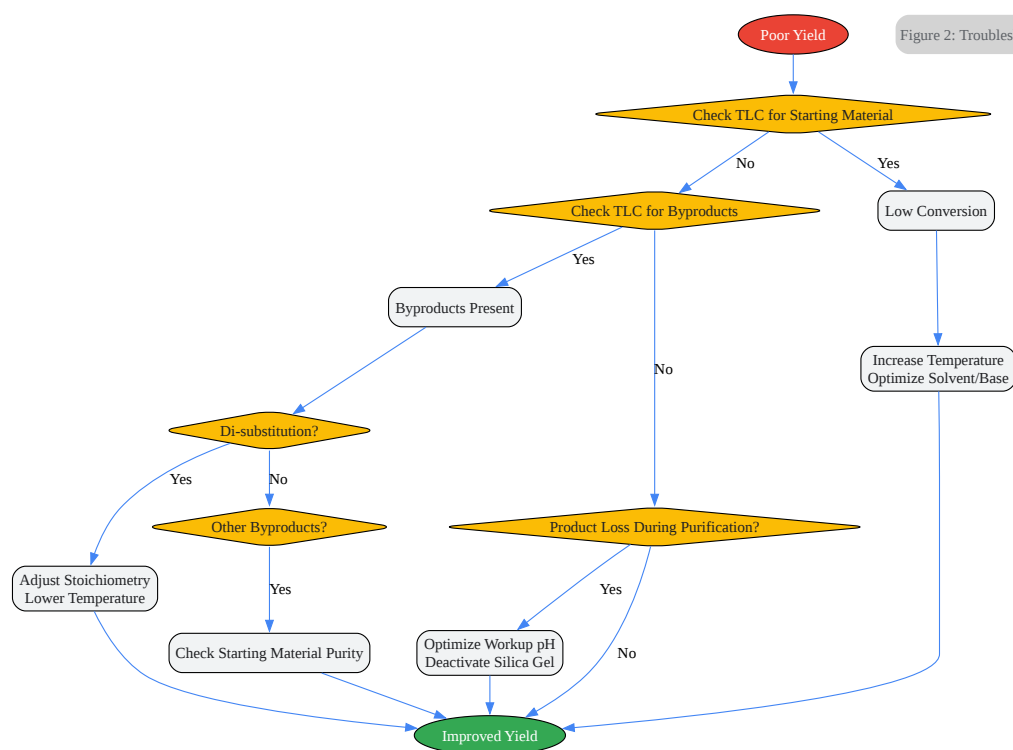 Poor Yield
Figure 2: Troubles
Check TLC for Starting Material
No
Yes
Check TLC for Byproducts
Low Conversion
Yes
Byproducts Present
No
Increase Temperature
Optimize Solvent/Base
Di-substitution?
Yes
No
Other Byproducts?
Product Loss During Purification?
Adjust Stoichiometry
Lower Temperature
Yes
Yes
Check Starting Material Purity
Optimize Workup pH
Deactivate Silica Gel
No
Improved Yield